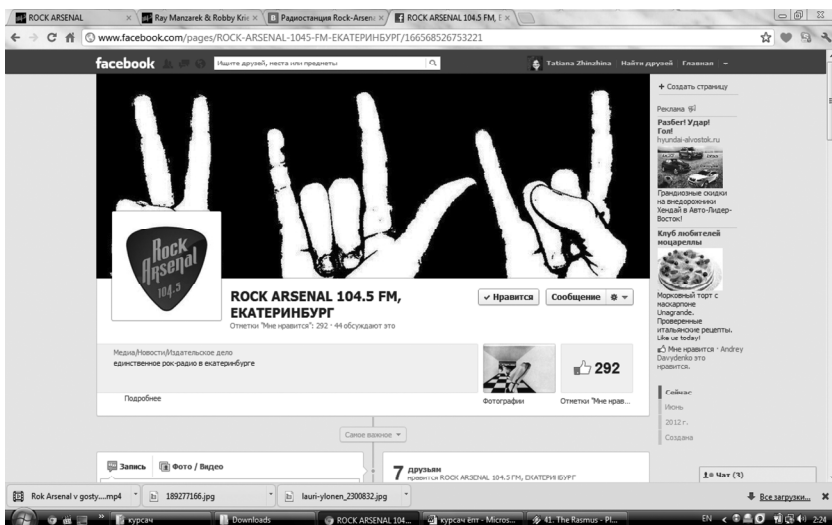 ROCK ARSENAL
Ray Manzarek & Robby Krie
Радиостанция Rock-Arsena
ROCK ARSENAL 104.5 FM, Е
www.facebook.com/pages/ROCK-ARSENAL-1045-FM-ЕКАТЕРИНБУРГ/166568526753221
facebook
Ищите друзей, места или предметы
Tatiana Zhinzhina Найти друзей Главная
+ Создать страницу
Реклама
Разбег! Удар!
Гол!
hyundai-alvostok.ru
Грандиозные скидки
на внедорожники
Хендай в Авто-Лидер-
Восток!
Клуб любителей
моцареллы
Морковный торт с
маскарпоне
Unagrande.
Проверенные
итальянские рецепты.
Like us today!
Мне нравится · Andrey
Davydenko это
нравится.
Rock
Arsenal
104.5
ROCK ARSENAL 104.5 FM,
ЕКАТЕРИНБУРГ
Отметки "Мне нравится": 292 · 44 обсуждают это
Нравится
Сообщение
Медиа/Новости/Издательское дело
единственное рок-радио в екатеринбурге
Подробнее
Фотографии
292
Отметки "Мне нрав...
Сейчас
Июнь
2012 г.
Создана
Самое важное
Запись
Фото / Видео
7 друзьям
нравится ROCK ARSENAL 104.5 FM, ЕКАТЕРИНБУРГ
Чат (3)
Rok Arsenal v gosty....mp4
189277166.jpg
lauri-ylonen_2300832.jpg
Все загрузки...
курсач
Downloads
ROCK ARSENAL 104...
курсач ёпт - Micros...
41. The Rasmus - Pl...
EN
2:24